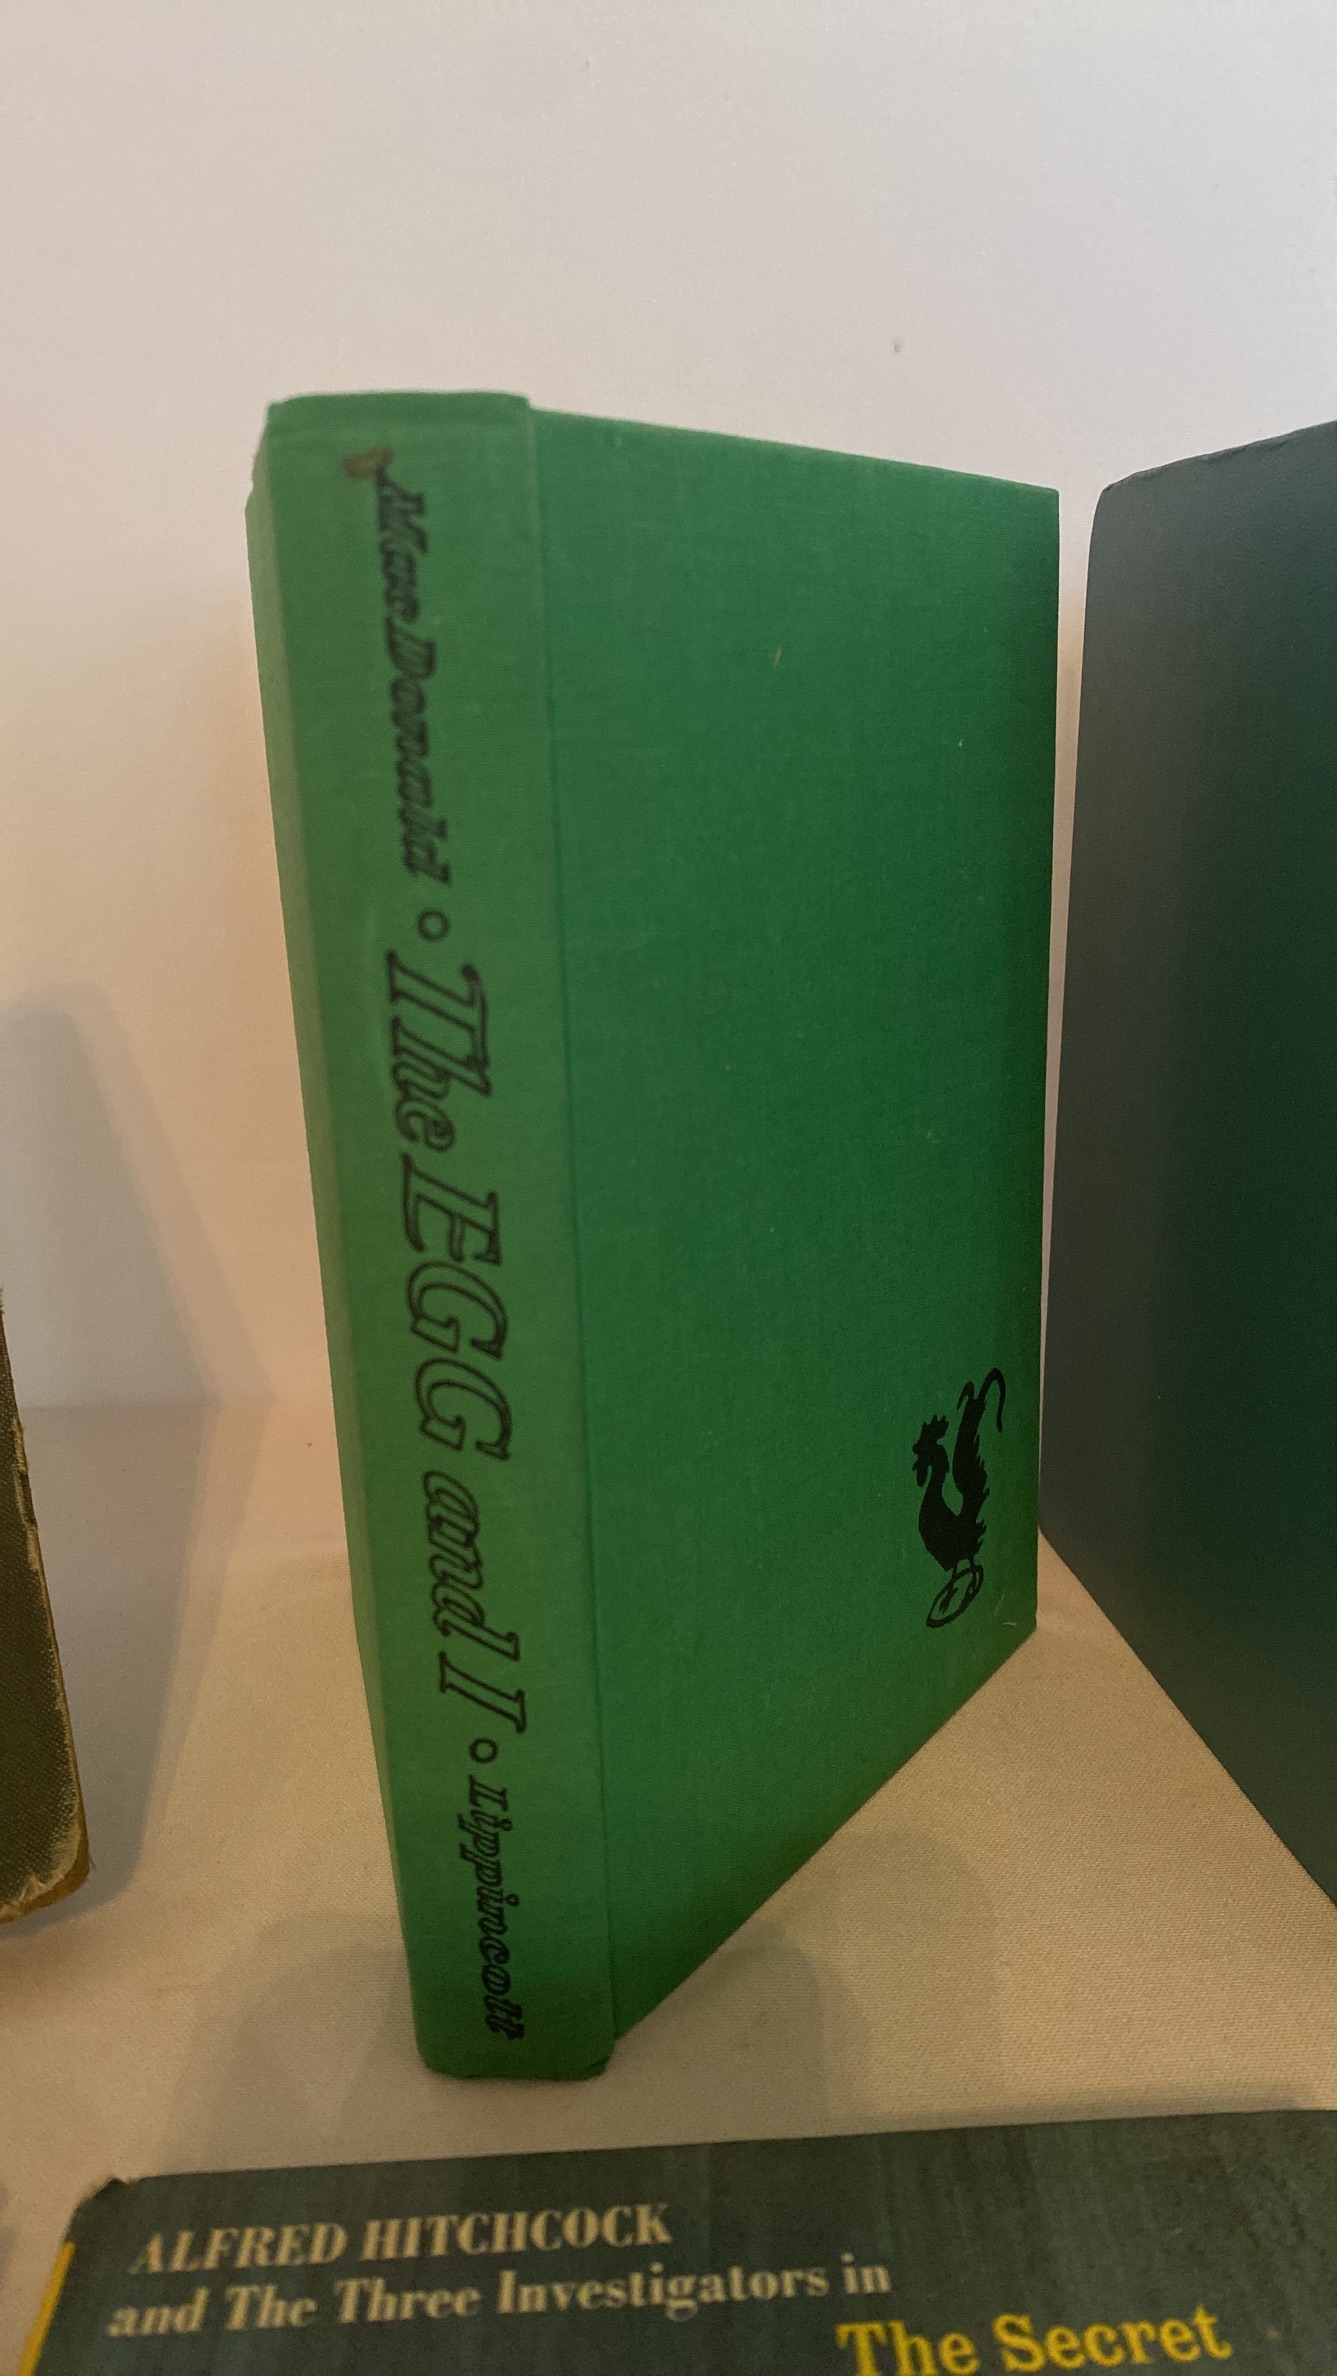 MacDonald o The EGG and I o Lippincott
ALFRED HITCHCOCK
and The Three Investigators in
The Secret